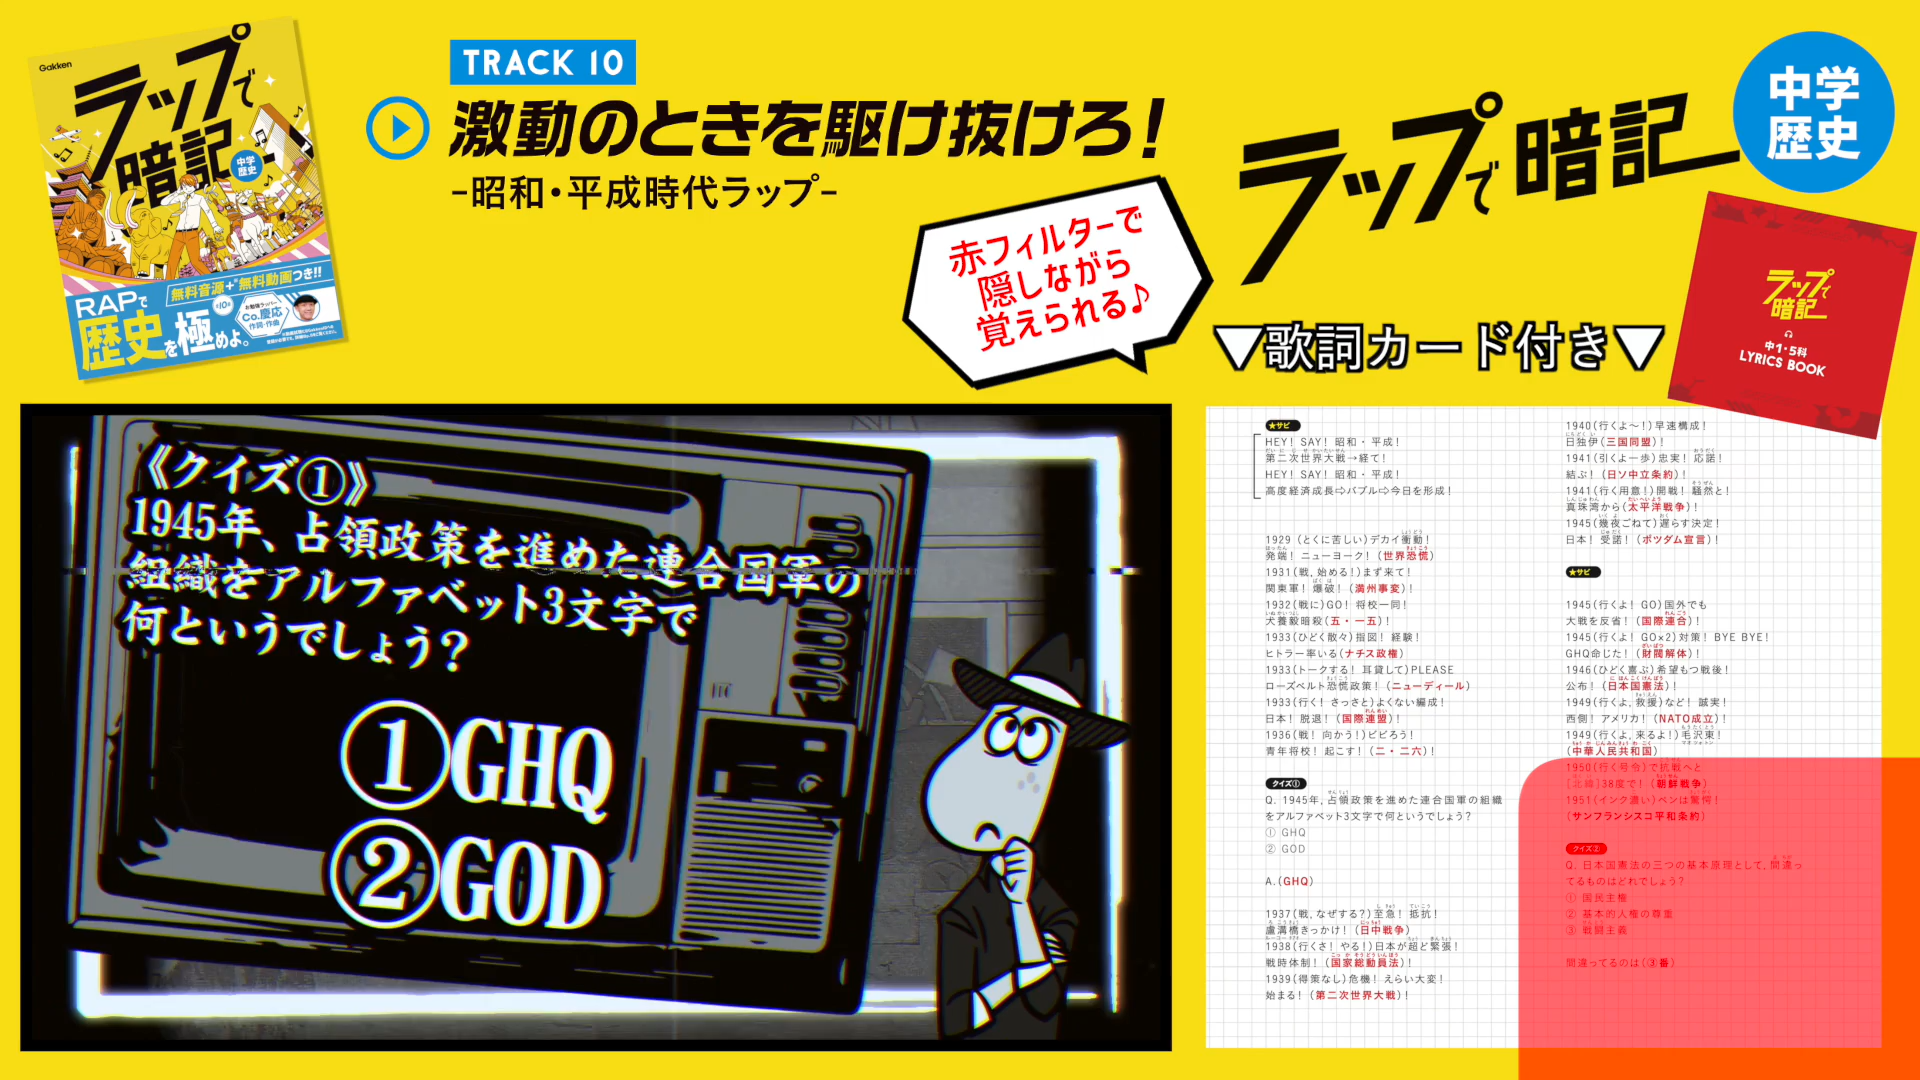 Gakken
ラップで
暗記
中学
歴史
RAPで
歴史を極めよ。
無料音源+無料動画つき!!
全10曲
お勉強ラッパー
Co.慶応
作詞・作曲
TRACK 10
激動のときを駆け抜けろ!
-昭和・平成時代ラップ-
赤フィルターで
隠しながら
覚えられる♪
ラップで暗記
中学
歴史
▼歌詞カード付き▼
ラップで
暗記
中1・5科
LYRICS BOOK
《クイズ①》
1945年、占領政策を進めた連合国軍の
組織をアルファベット3文字で
何というでしょう?
①GHQ
②GOD
★サビ
HEY! SAY! 昭和・平成!
第二次世界大戦→経て!
HEY! SAY! 昭和・平成!
高度経済成長⇨バブル⇨今日を形成!
1929(とくに苦しい)デカイ衝動!
発端! ニューヨーク!(世界恐慌)
1931(戦, 始める!)まず来て!
関東軍! 爆破!(満州事変)!
1932(戦に)GO! 将校一同!
犬養毅暗殺(五・一五)!
1933(ひどく散々)指図! 経験!
ヒトラー率いる(ナチス政権)
1933(トークする! 耳貸して)PLEASE
ローズベルト恐慌政策!(ニューディール)
1933(行く! さっさと)よくない編成!
日本! 脱退!(国際連盟)!
1936(戦! 向かう!)ビビろう!
青年将校! 起こす!(二・二六)!
クイズ①
Q. 1945年, 占領政策を進めた連合国軍の組織
をアルファベット3文字で何というでしょう?
① GHQ
② GOD
A.(GHQ)
1937(戦, なぜする?)至急! 抵抗!
盧溝橋きっかけ!(日中戦争)
1938(行くさ! やる!)日本が超ど緊張!
戦時体制!(国家総動員法)!
1939(得策なし)危機! えらい大変!
始まる!(第二次世界大戦)!
1940(行くよ〜!)早速構成!
日独伊(三国同盟)!
1941(引くよ一歩)忠実! 応諾!
結ぶ!(日ソ中立条約)!
1941(行く用意!)開戦! 騒然と!
真珠湾から(太平洋戦争)!
1945(幾夜ごねて)遅らす決定!
日本! 受諾!(ポツダム宣言)!
★サビ
1945(行くよ! GO)国外でも
大戦を反省!(国際連合)!
1945(行くよ! GO×2)対策! BYE BYE!
GHQ命じた!(財閥解体)!
1946(ひどく喜ぶ)希望もつ戦後!
公布!(日本国憲法)!
1949(行くよ, 救援)など! 誠実!
西側! アメリカ!(NATO成立)!
1949(行くよ, 来るよ!)毛沢東!
(中華人民共和国)
1950(行く号令)で抗戦へと
[北緯]38度で!(朝鮮戦争)
1951(インク濃い)ペンは驚愕!
(サンフランシスコ平和条約)
クイズ②
Q. 日本国憲法の三つの基本原理として, 間違っ
てるものはどれでしょう?
① 国民主権
② 基本的人権の尊重
③ 戦闘主義
間違ってるのは(③番)